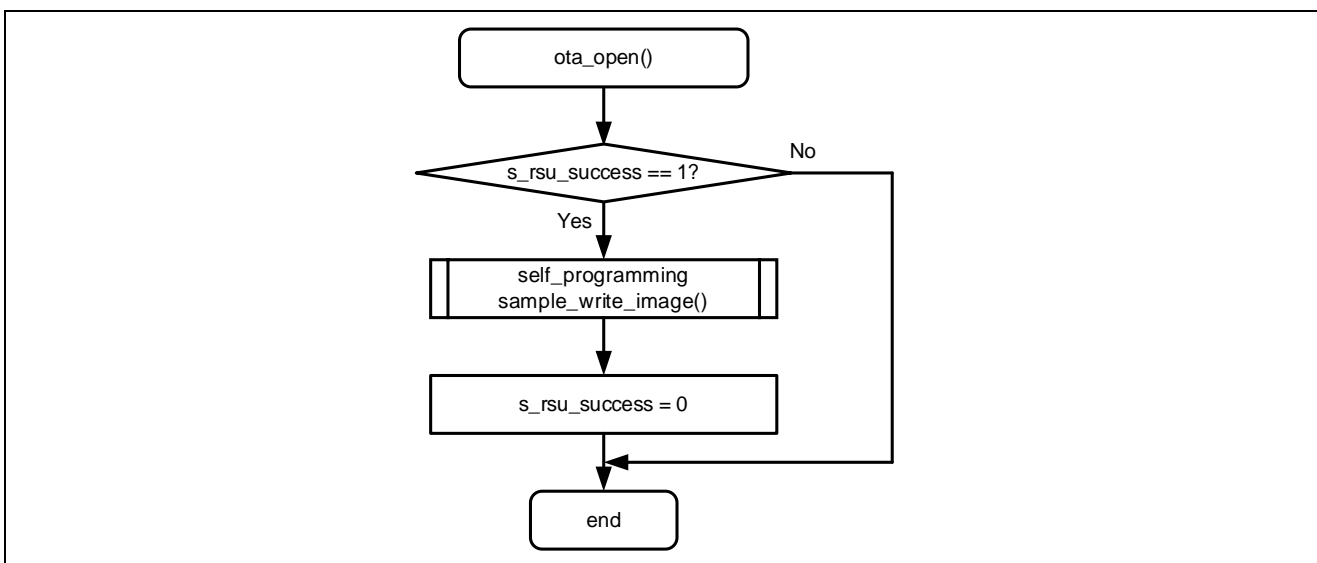 ota_open()
s_rsu_success == 1?
No
Yes
self_programming
sample_write_image()
s_rsu_success = 0
end